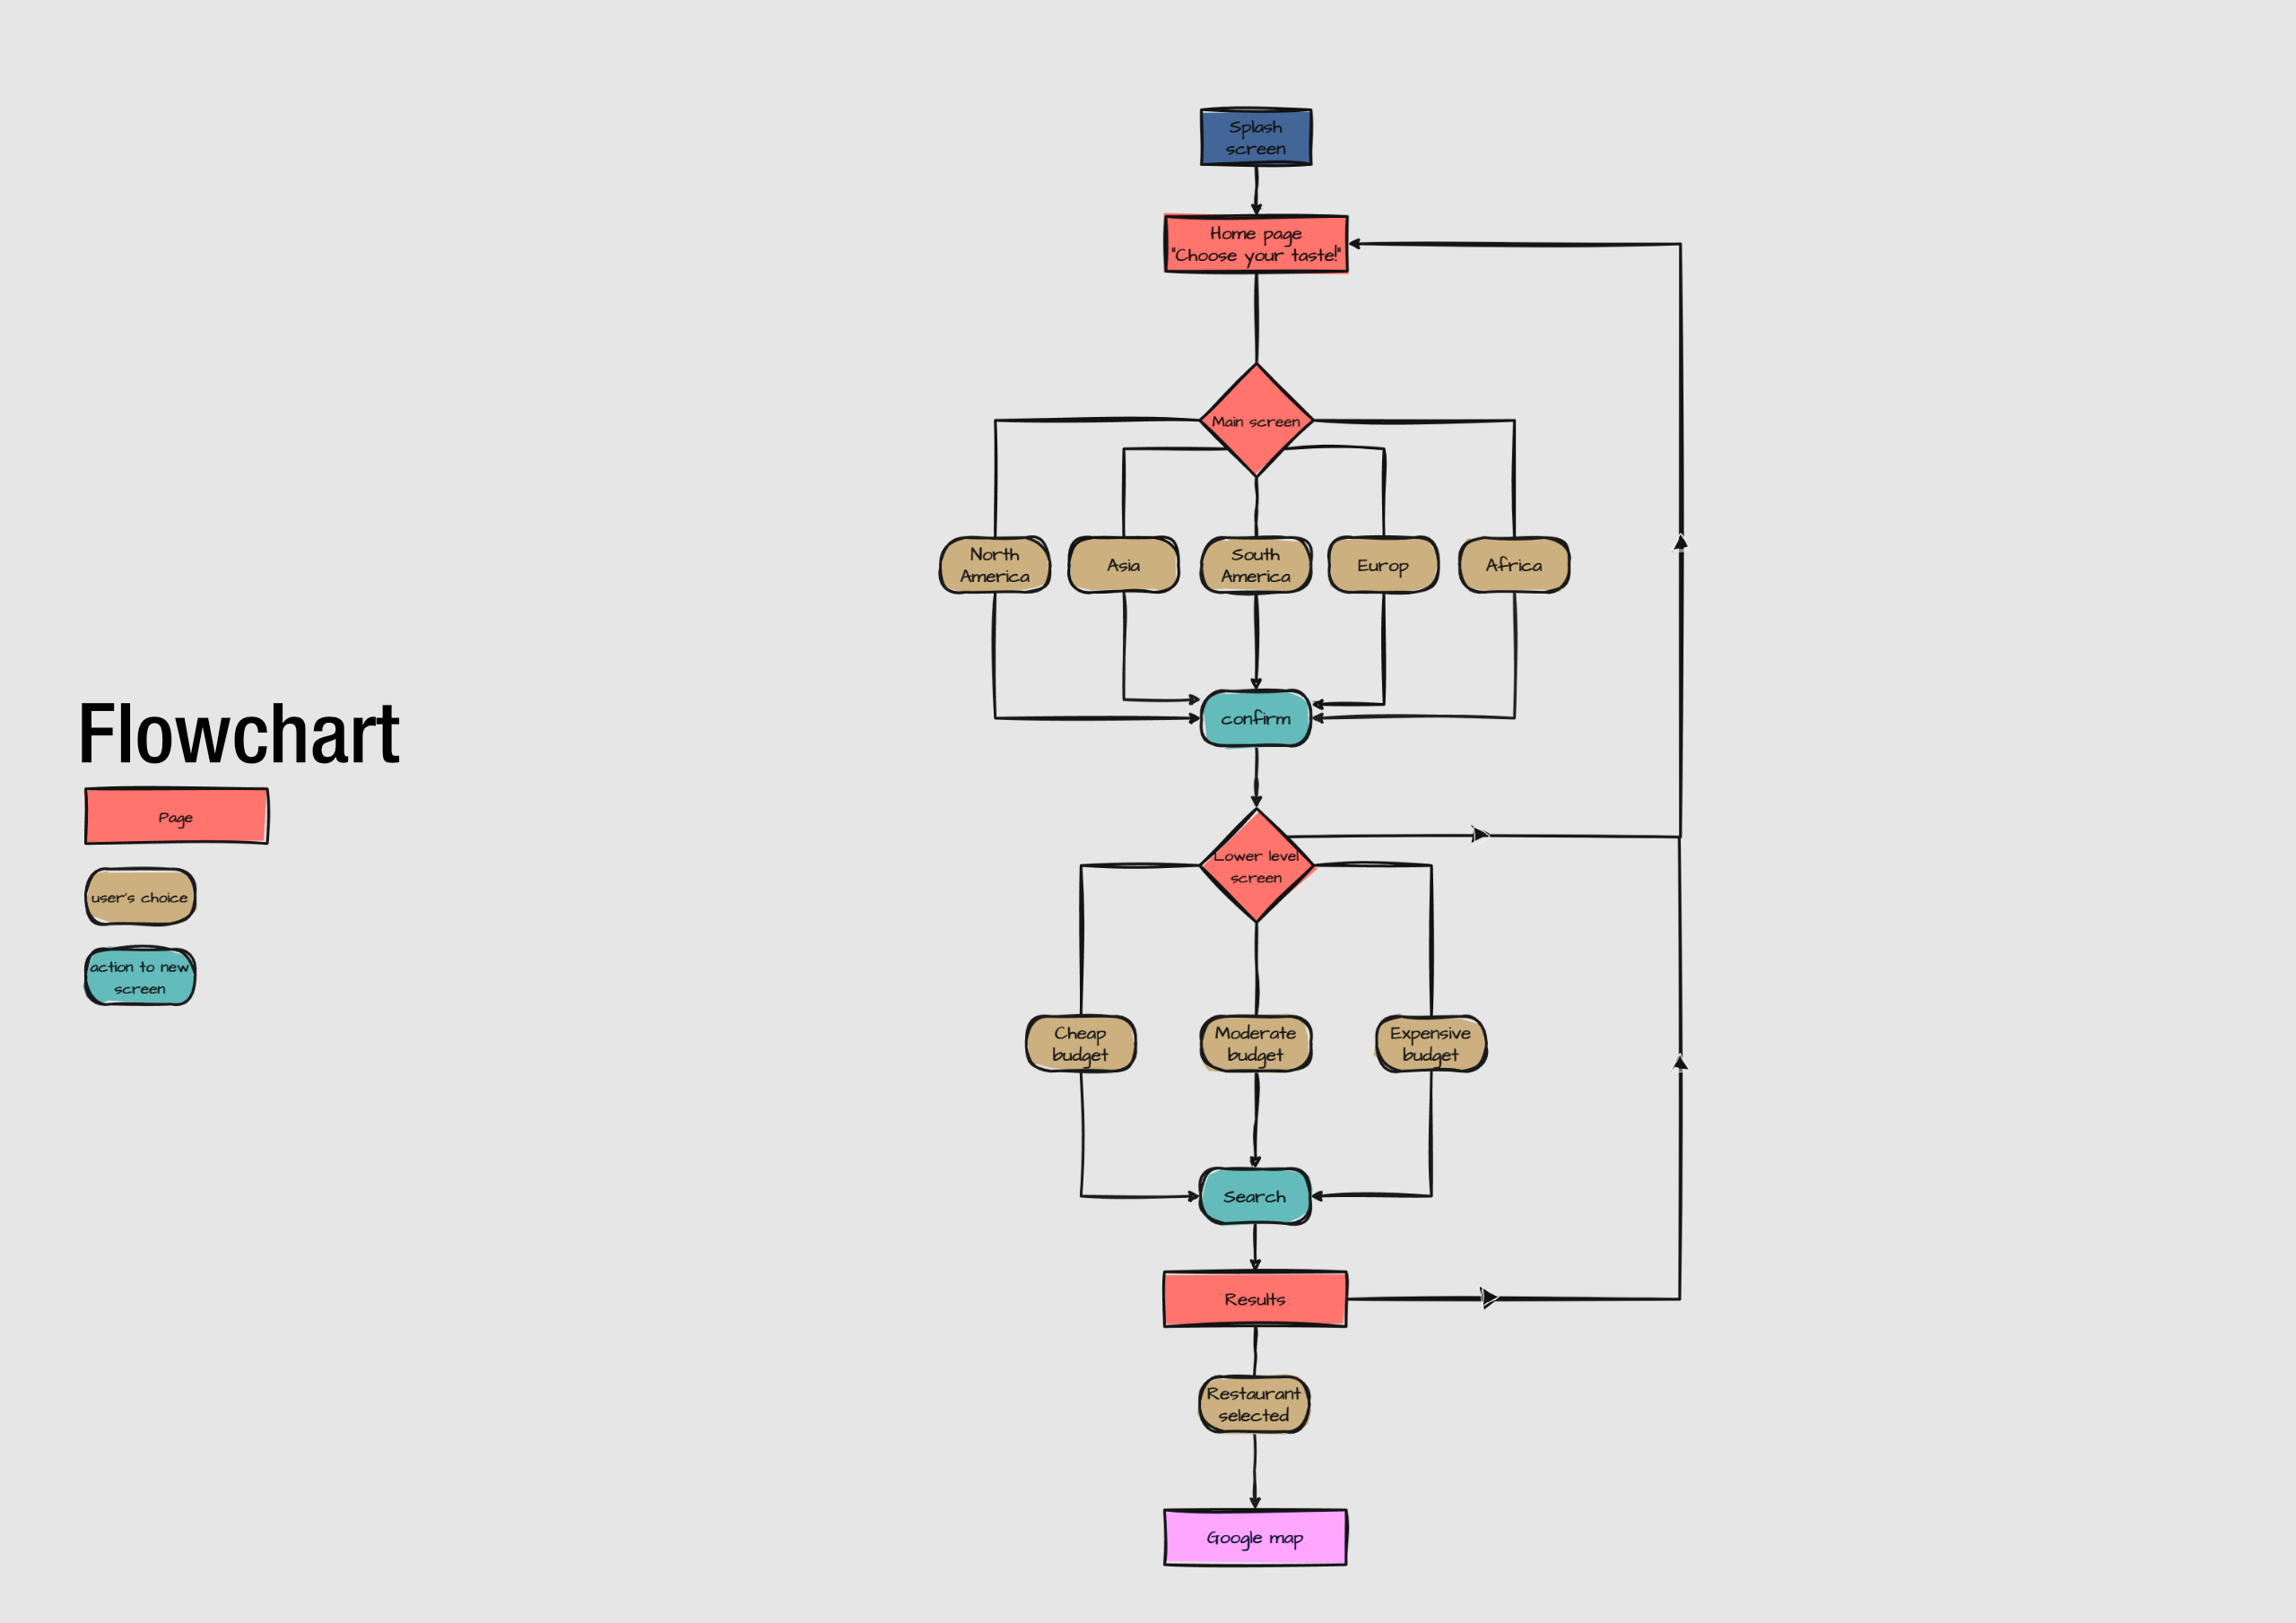 Flowchart
Page
user's choice
action to new
screen
Splash
screen
Home page
"Choose your taste!"
Main screen
North
America
Asia
South
America
Europ
Africa
confirm
Lower level
screen
Cheap
budget
Moderate
budget
Expensive
budget
Search
Results
Restaurant
selected
Google map